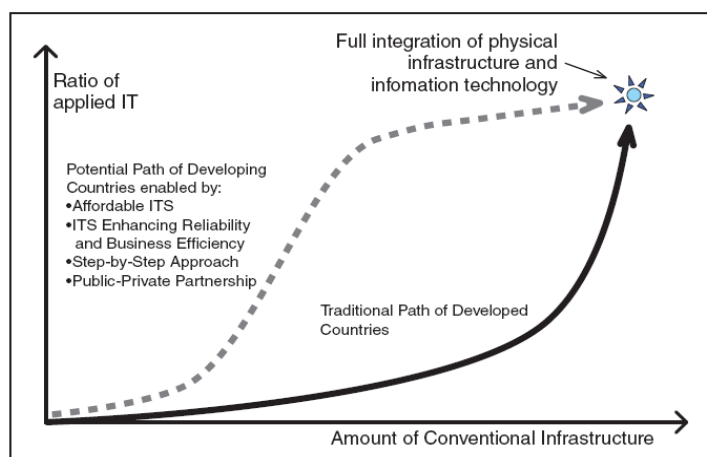 Full integration of physical
infrastructure and
infomation technology
Ratio of
applied IT
Potential Path of Developing
Countries enabled by:
•Affordable ITS
•ITS Enhancing Reliability
and Business Efficiency
•Step-by-Step Approach
•Public-Private Partnership
Traditional Path of Developed
Countries
Amount of Conventional Infrastructure